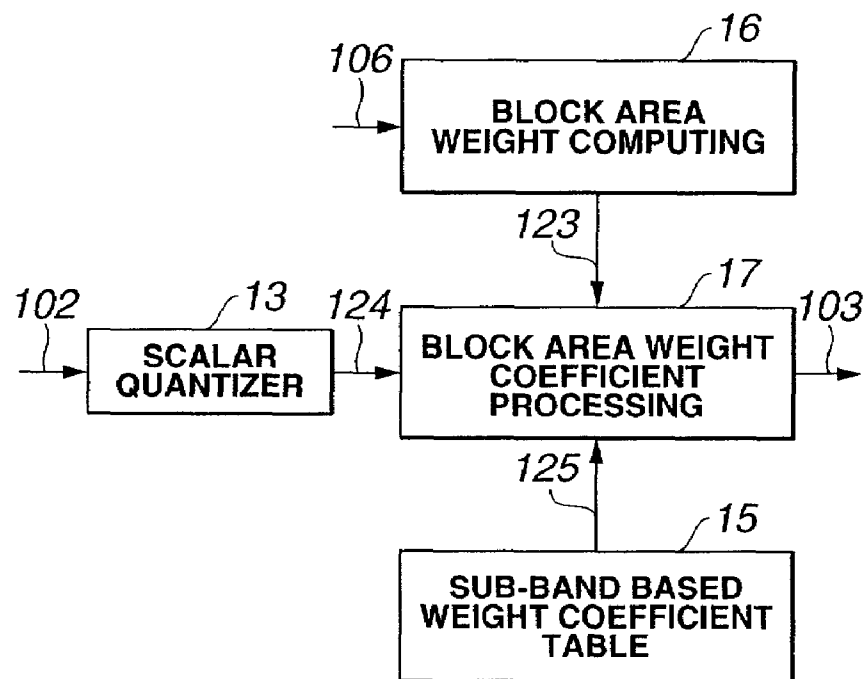 16
106
BLOCK AREA
WEIGHT COMPUTING
123
17
102
13
124
103
SCALAR
QUANTIZER
BLOCK AREA WEIGHT
COEFFICIENT
PROCESSING
125
15
SUB-BAND BASED
WEIGHT COEFFICIENT
TABLE